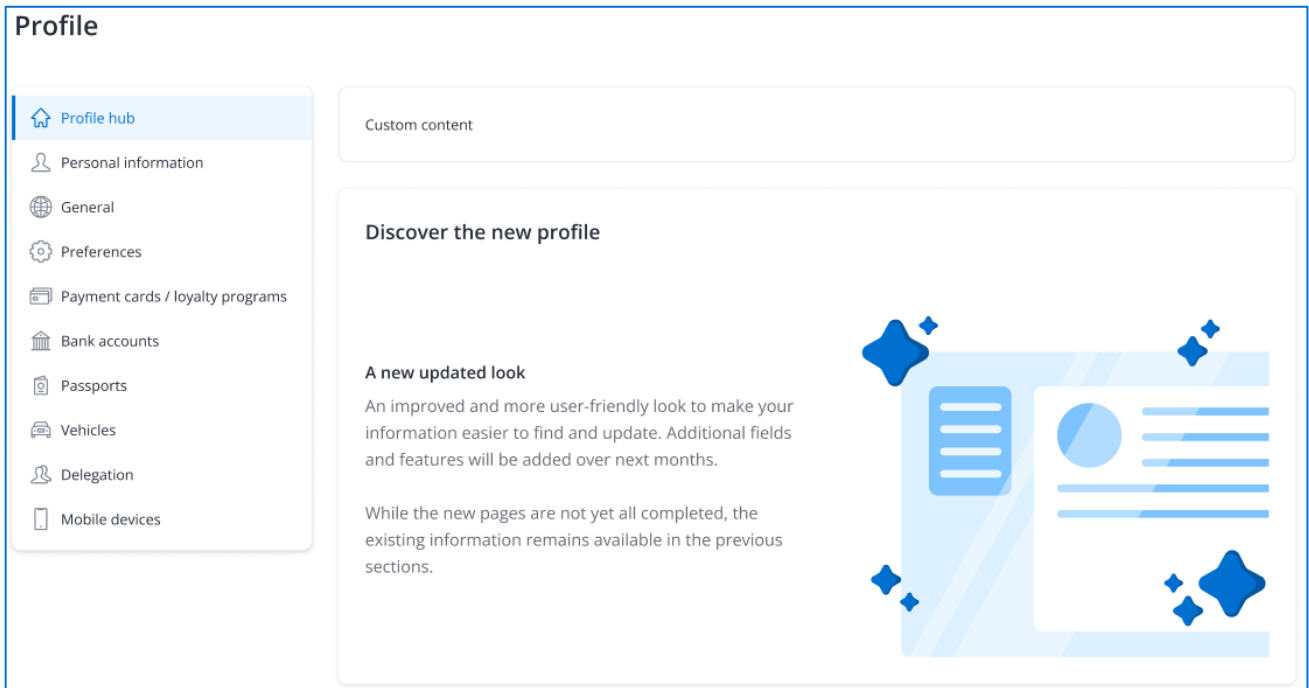 Profile
Profile hub
Personal information
General
Preferences
Payment cards / loyalty programs
Bank accounts
Passports
Vehicles
Delegation
Mobile devices
Custom content
Discover the new profile
A new updated look
An improved and more user-friendly look to make your
information easier to find and update. Additional fields
and features will be added over next months.
While the new pages are not yet all completed, the
existing information remains available in the previous
sections.